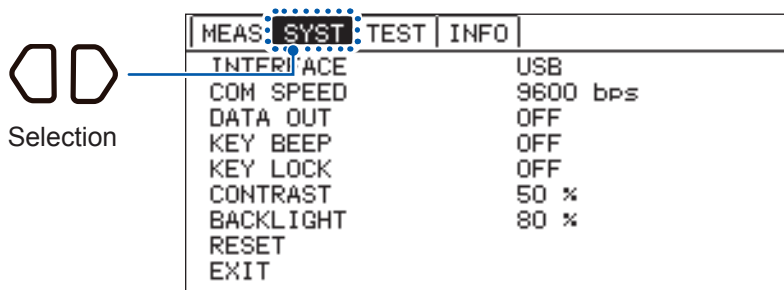 MEAS SYST TEST INFO
Selection
INTERFACE USB
COM SPEED 9600 bps
DATA OUT OFF
KEY BEEP OFF
KEY LOCK OFF
CONTRAST 50 %
BACKLIGHT 80 %
RESET
EXIT